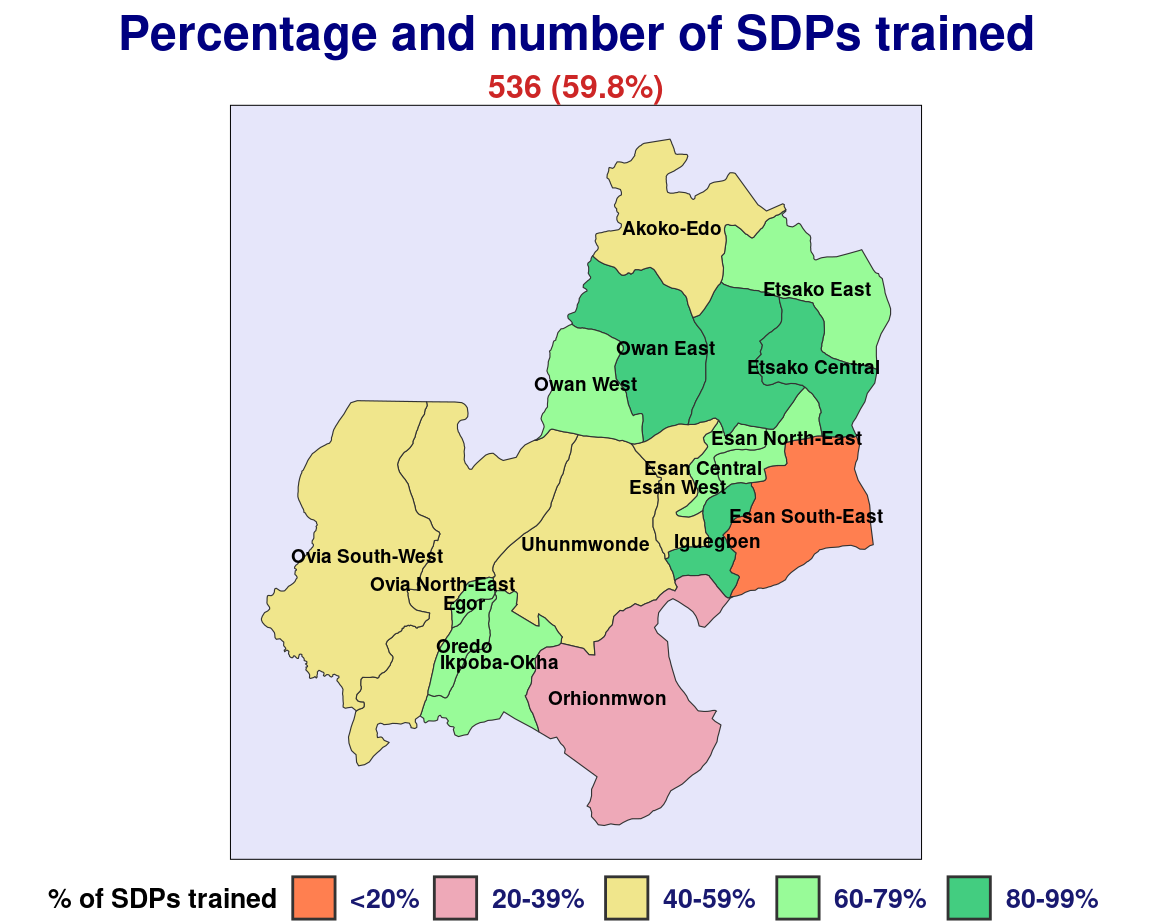 Percentage and number of SDPs trained
536 (59.8%)
Akoko-Edo
Etsako East
Owan East
Etsako Central
Owan West
Esan North-East
Esan Central
Esan West
Esan South-East
Iguegben
Uhunmwonde
Ovia South-West
Ovia North-East
Egor
Oredo
Ikpoba-Okha
Orhionmwon
% of SDPs trained <20% 20-39% 40-59% 60-79% 80-99%